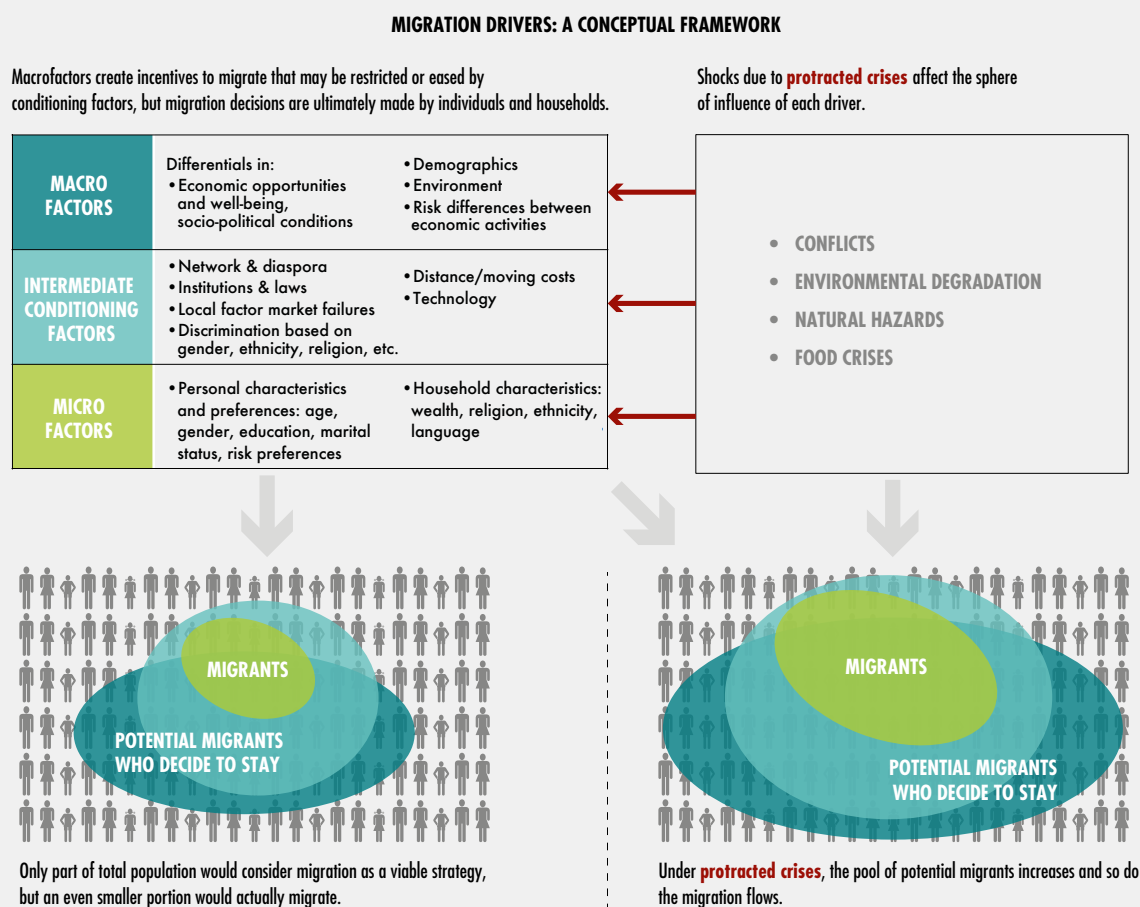 MIGRATION DRIVERS: A CONCEPTUAL FRAMEWORK
Macrofactors create incentives to migrate that may be restricted or eased by
conditioning factors, but migration decisions are ultimately made by individuals and households.
Shocks due to protracted crises affect the sphere
of influence of each driver.
MACRO
FACTORS
Differentials in:
• Economic opportunities
and well-being,
socio-political conditions
• Demographics
• Environment
• Risk differences between
economic activities
INTERMEDIATE
CONDITIONING
FACTORS
• Network & diaspora
• Institutions & laws
• Local factor market failures
• Discrimination based on
gender, ethnicity, religion, etc.
• Distance/moving costs
• Technology
MICRO
FACTORS
• Personal characteristics
and preferences: age,
gender, education, marital
status, risk preferences
• Household characteristics:
wealth, religion, ethnicity,
language
• CONFLICTS
• ENVIRONMENTAL DEGRADATION
• NATURAL HAZARDS
• FOOD CRISES
MIGRANTS
POTENTIAL MIGRANTS
WHO DECIDE TO STAY
Only part of total population would consider migration as a viable strategy,
but an even smaller portion would actually migrate.
MIGRANTS
POTENTIAL MIGRANTS
WHO DECIDE TO STAY
Under protracted crises, the pool of potential migrants increases and so do
the migration flows.